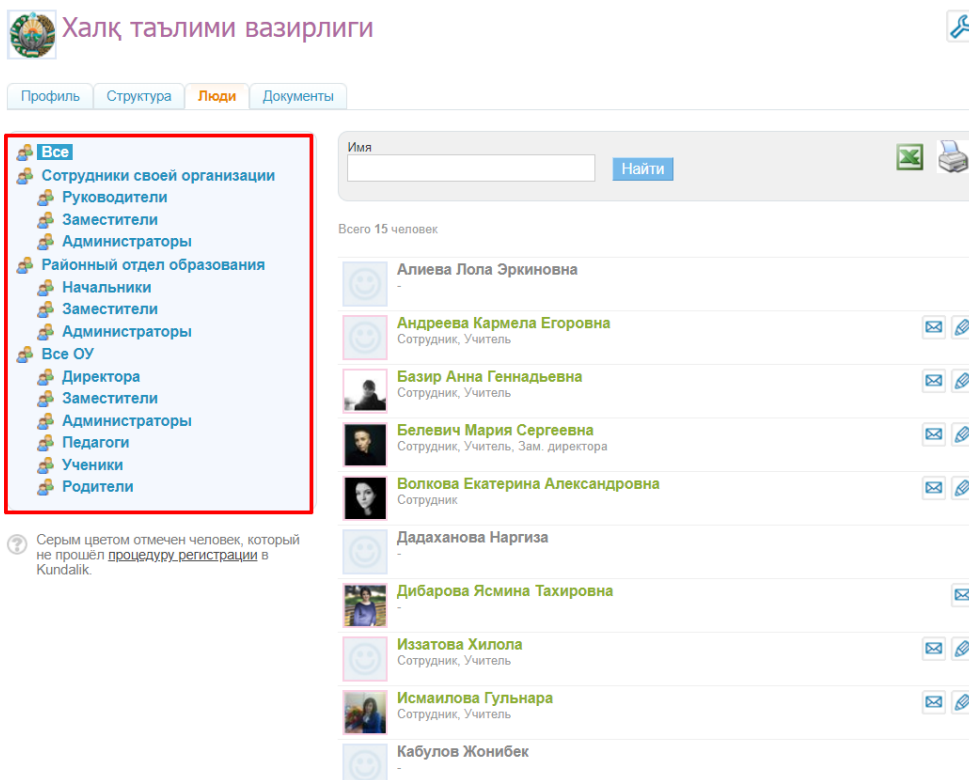 Халқ таълими вазирлиги
Профиль Структура Люди Документы
Все
Сотрудники своей организации
Руководители
Заместители
Администраторы
Районный отдел образования
Начальники
Заместители
Администраторы
Все ОУ
Директора
Заместители
Администраторы
Педагоги
Ученики
Родители
Серым цветом отмечен человек, который
не прошёл процедуру регистрации в
Kundalik.
Имя
Найти
Всего 15 человек
Алиева Лола Эркиновна
-
Андреева Кармела Егоровна
Сотрудник, Учитель
Базир Анна Геннадьевна
Сотрудник, Учитель
Белевич Мария Сергеевна
Сотрудник, Учитель, Зам. директора
Волкова Екатерина Александровна
Сотрудник
Дадаханова Наргиза
-
Дибарова Ясмина Тахировна
-
Иззатова Хилола
Сотрудник, Учитель
Исмаилова Гульнара
Сотрудник, Учитель
Кабулов Жонибек
-